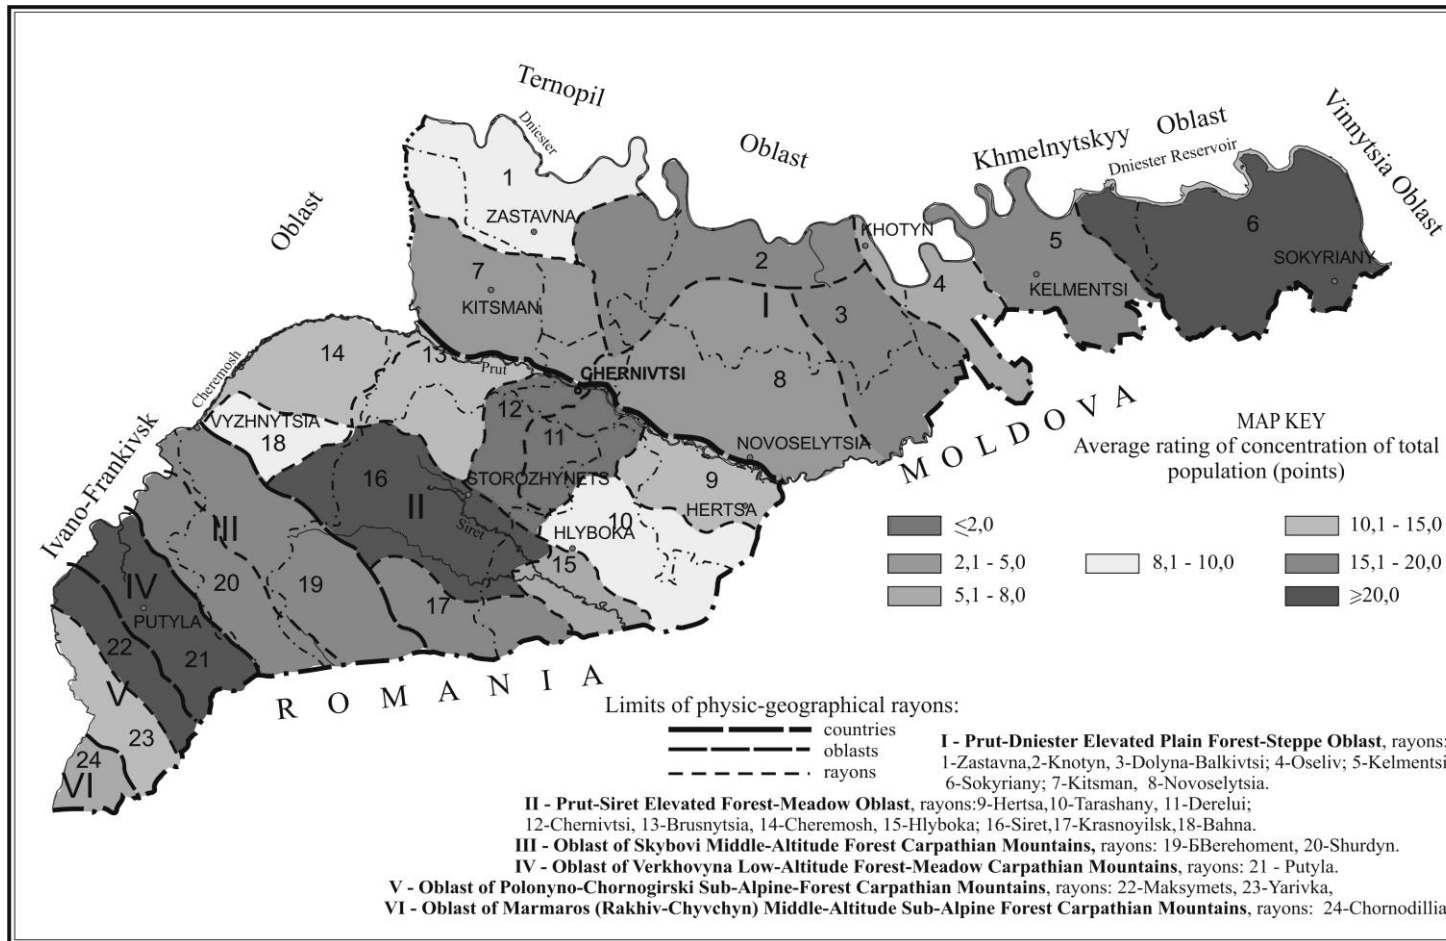 Ternopil
Oblast
Khmelnytskyy
Oblast
Vinnytsia Oblast
Dniester
Dniester Reservoir
Oblast
1
ZASTAVNA
2
KHOTYN
4
5
KELMENTSI
6
SOKYRIANY
7
KITSMAN
I
3
14
13
Prut
CHERNIVTSI
8
Cheremosh
VYZHNYTSIA
18
12
11
NOVOSELYTSIA
MOLDOVA
Ivano-Frankivsk
16
II
STOROZHYNETS
Siret
9
HERTSA
10
HLYBOKA
15
III
20
19
17
IV
PUTYLA
22
21
V
23
24
VI
ROMANIA
MAP KEY
Average rating of concentration of total
population (points)
⩽2,0
2,1 - 5,0
5,1 - 8,0
8,1 - 10,0
10,1 - 15,0
15,1 - 20,0
⩾20,0
Limits of physic-geographical rayons:
countries
oblasts
rayons
I - Prut-Dniester Elevated Plain Forest-Steppe Oblast, rayons:
1-Zastavna,2-Knotyn, 3-Dolyna-Balkivtsi; 4-Oseliv; 5-Kelmentsi
6-Sokyriany; 7-Kitsman, 8-Novoselytsia.
II - Prut-Siret Elevated Forest-Meadow Oblast, rayons:9-Hertsa,10-Tarashany, 11-Derelui;
12-Chernivtsi, 13-Brusnytsia, 14-Cheremosh, 15-Hlyboka; 16-Siret,17-Krasnoyilsk,18-Bahna.
III - Oblast of Skybovi Middle-Altitude Forest Carpathian Mountains, rayons: 19-БBerehoment, 20-Shurdyn.
IV - Oblast of Verkhovyna Low-Altitude Forest-Meadow Carpathian Mountains, rayons: 21 - Putyla.
V - Oblast of Polonyno-Chornogirski Sub-Alpine-Forest Carpathian Mountains, rayons: 22-Maksymets, 23-Yarivka,
VI - Oblast of Marmaros (Rakhiv-Chyvchyn) Middle-Altitude Sub-Alpine Forest Carpathian Mountains, rayons: 24-Chornodillia